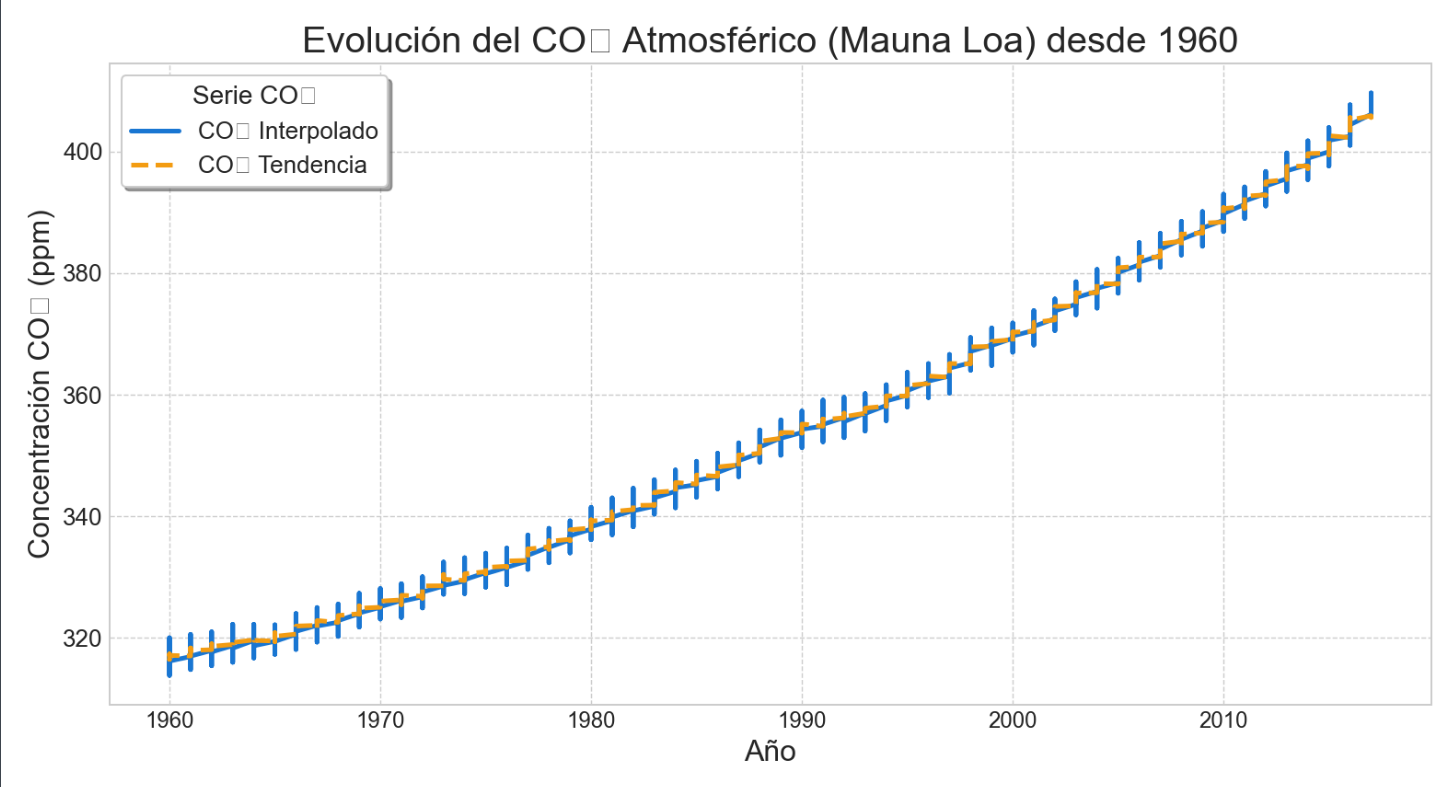 Evolución del CO□ Atmosférico (Mauna Loa) desde 1960
Serie CO□
CO□ Interpolado
CO□ Tendencia
Concentración CO□ (ppm)
400
380
360
340
320
1960 1970 1980 1990 2000 2010
Año